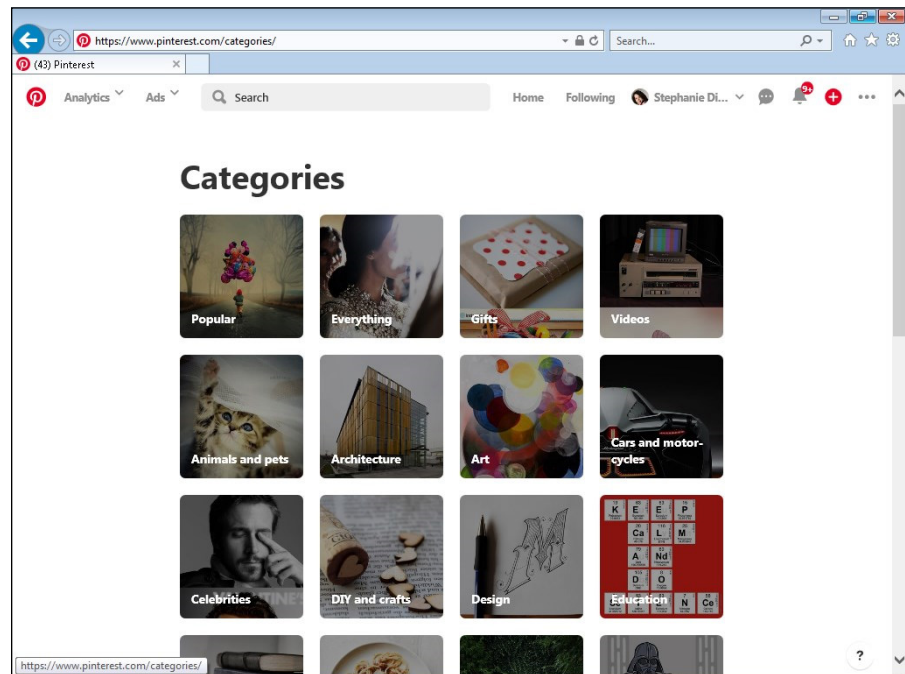 https://www.pinterest.com/categories/
Search...
(43) Pinterest
Analytics
Ads
Search
Home
Following
Stephanie Di...
9+
Categories
Popular
Everything
Gifts
Videos
Animals and pets
Architecture
Art
Cars and motor-
cycles
Celebrities
DIY and crafts
Design
Education
K E E P
Ca L M
A Nd
D O
N Ce
M
https://www.pinterest.com/categories/
?